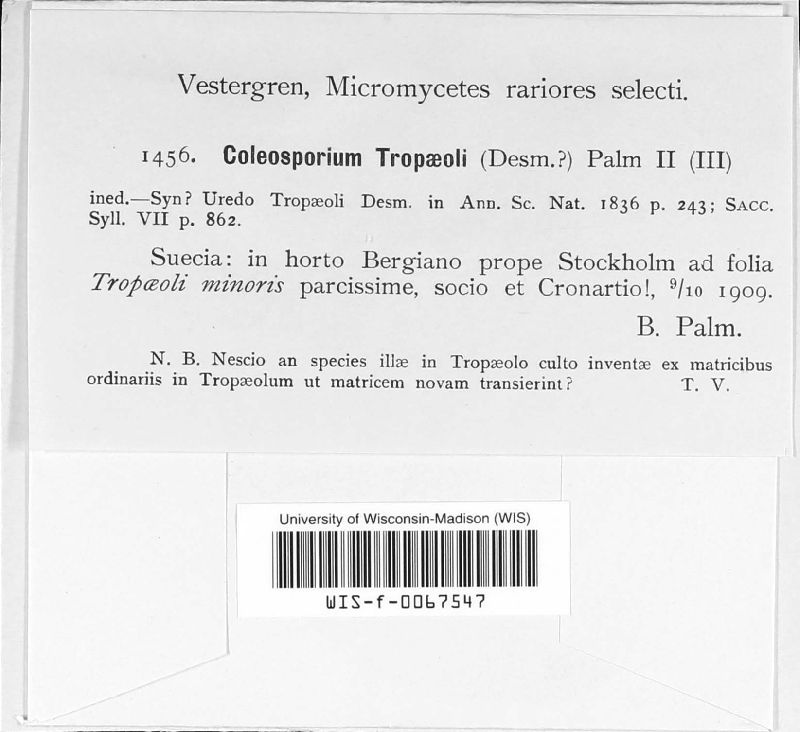 Vestergren, Micromycetes rariores selecti.
1456. Coleosporium Tropæoli (Desm.?) Palm II (III)
ined.—Syn? Uredo Tropæoli Desm. in Ann. Sc. Nat. 1836 p. 243; SACC.
Syll. VII p. 862.
Suecia: in horto Bergiano prope Stockholm ad folia
Tropæoli minoris parcissime, socio et Cronartio!, 9/10 1909.
B. Palm.
N. B. Nescio an species illæ in Tropæolo culto inventæ ex matricibus
ordinariis in Tropæolum ut matricem novam transierint?
T. V.
University of Wisconsin-Madison (WIS)
WIS-f-0067547